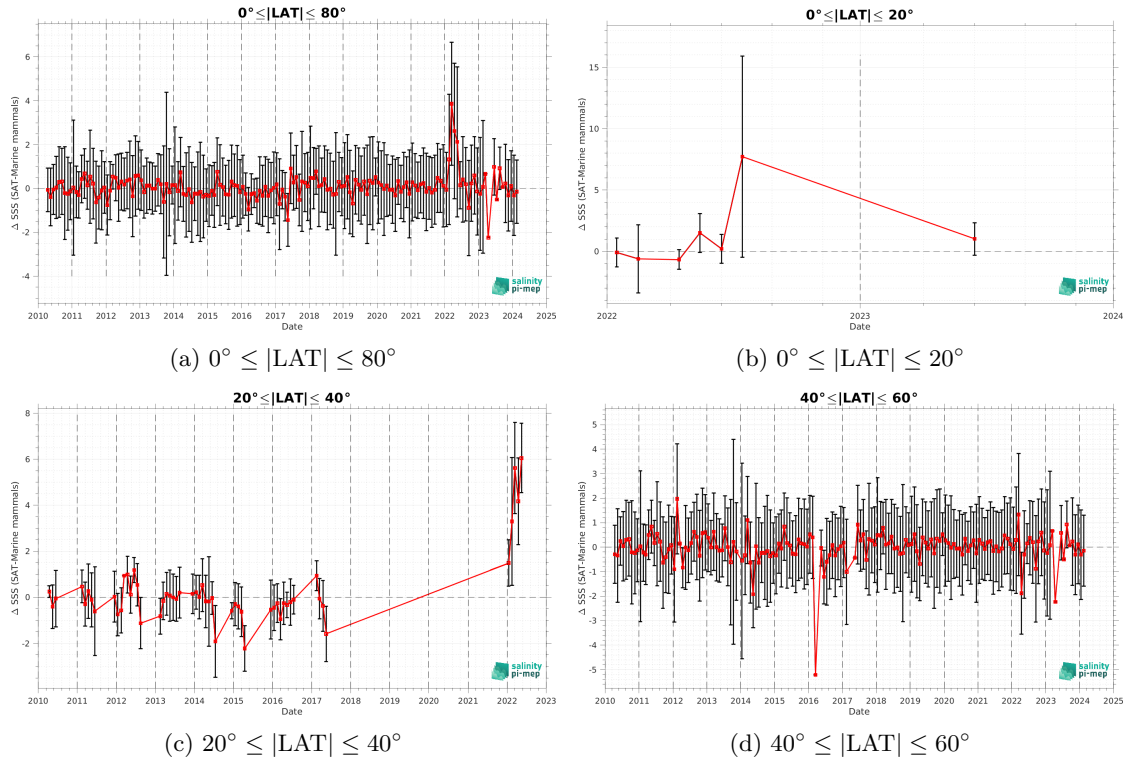 0°≤|LAT|≤ 80°
Δ SSS (SAT-Marine mammals)
6
4
2
0
-2
-4
2010 2011 2012 2013 2014 2015 2016 2017 2018 2019 2020 2021 2022 2023 2024 2025
Date
salinity
pi-mep
(a) 0° ≤ |LAT| ≤ 80°
0°≤|LAT|≤ 20°
Δ SSS (SAT-Marine mammals)
15
10
5
0
2022 2023 2024
Date
salinity
pi-mep
(b) 0° ≤ |LAT| ≤ 20°
20°≤|LAT|≤ 40°
Δ SSS (SAT-Marine mammals)
8
6
4
2
0
-2
2010 2011 2012 2013 2014 2015 2016 2017 2018 2019 2020 2021 2022 2023
Date
salinity
pi-mep
(c) 20° ≤ |LAT| ≤ 40°
40°≤|LAT|≤ 60°
Δ SSS (SAT-Marine mammals)
5
4
3
2
1
0
-1
-2
-3
-4
-5
2010 2011 2012 2013 2014 2015 2016 2017 2018 2019 2020 2021 2022 2023 2024 2025
Date
salinity
pi-mep
(d) 40° ≤ |LAT| ≤ 60°